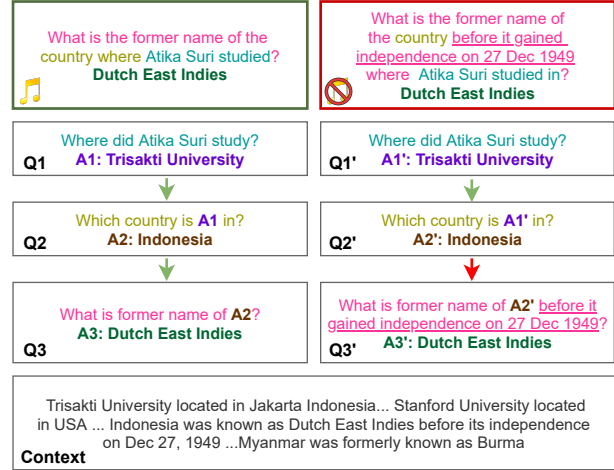 What is the former name of the
country where Atika Suri studied?
Dutch East Indies
What is the former name of
the country before it gained
independence on 27 Dec 1949
where Atika Suri studied in?
Dutch East Indies
Where did Atika Suri study?
A1: Trisakti University
Q1
Where did Atika Suri study?
A1': Trisakti University
Q1'
Which country is A1 in?
A2: Indonesia
Q2
Which country is A1' in?
A2': Indonesia
Q2'
What is former name of A2?
A3: Dutch East Indies
Q3
What is former name of A2' before it
gained independence on 27 Dec 1949?
A3': Dutch East Indies
Q3'
Trisakti University located in Jakarta Indonesia... Stanford University located
in USA ... Indonesia was known as Dutch East Indies before its independence
on Dec 27, 1949 ...Myanmar was formerly known as Burma
Context